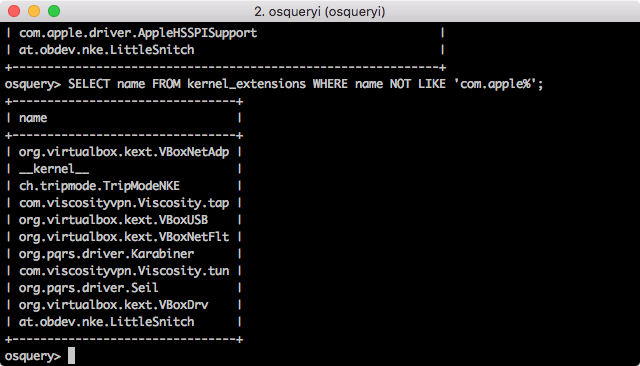 2. osqueryi (osqueryi)
| com.apple.driver.AppleHSSPISupport                          |
| at.obdev.nke.LittleSnitch                                   |
+-------------------------------------------------------------+
osquery> SELECT name FROM kernel_extensions WHERE name NOT LIKE 'com.apple%';
+--------------------------------+
| name                           |
+--------------------------------+
| org.virtualbox.kext.VBoxNetAdp |
| __kernel__                     |
| ch.tripmode.TripModeNKE        |
| com.viscosityvpn.Viscosity.tap |
| org.virtualbox.kext.VBoxUSB    |
| org.virtualbox.kext.VBoxNetFlt |
| org.pqrs.driver.Karabiner      |
| com.viscosityvpn.Viscosity.tun |
| org.pqrs.driver.Seil           |
| org.virtualbox.kext.VBoxDrv    |
| at.obdev.nke.LittleSnitch      |
+--------------------------------+
osquery>